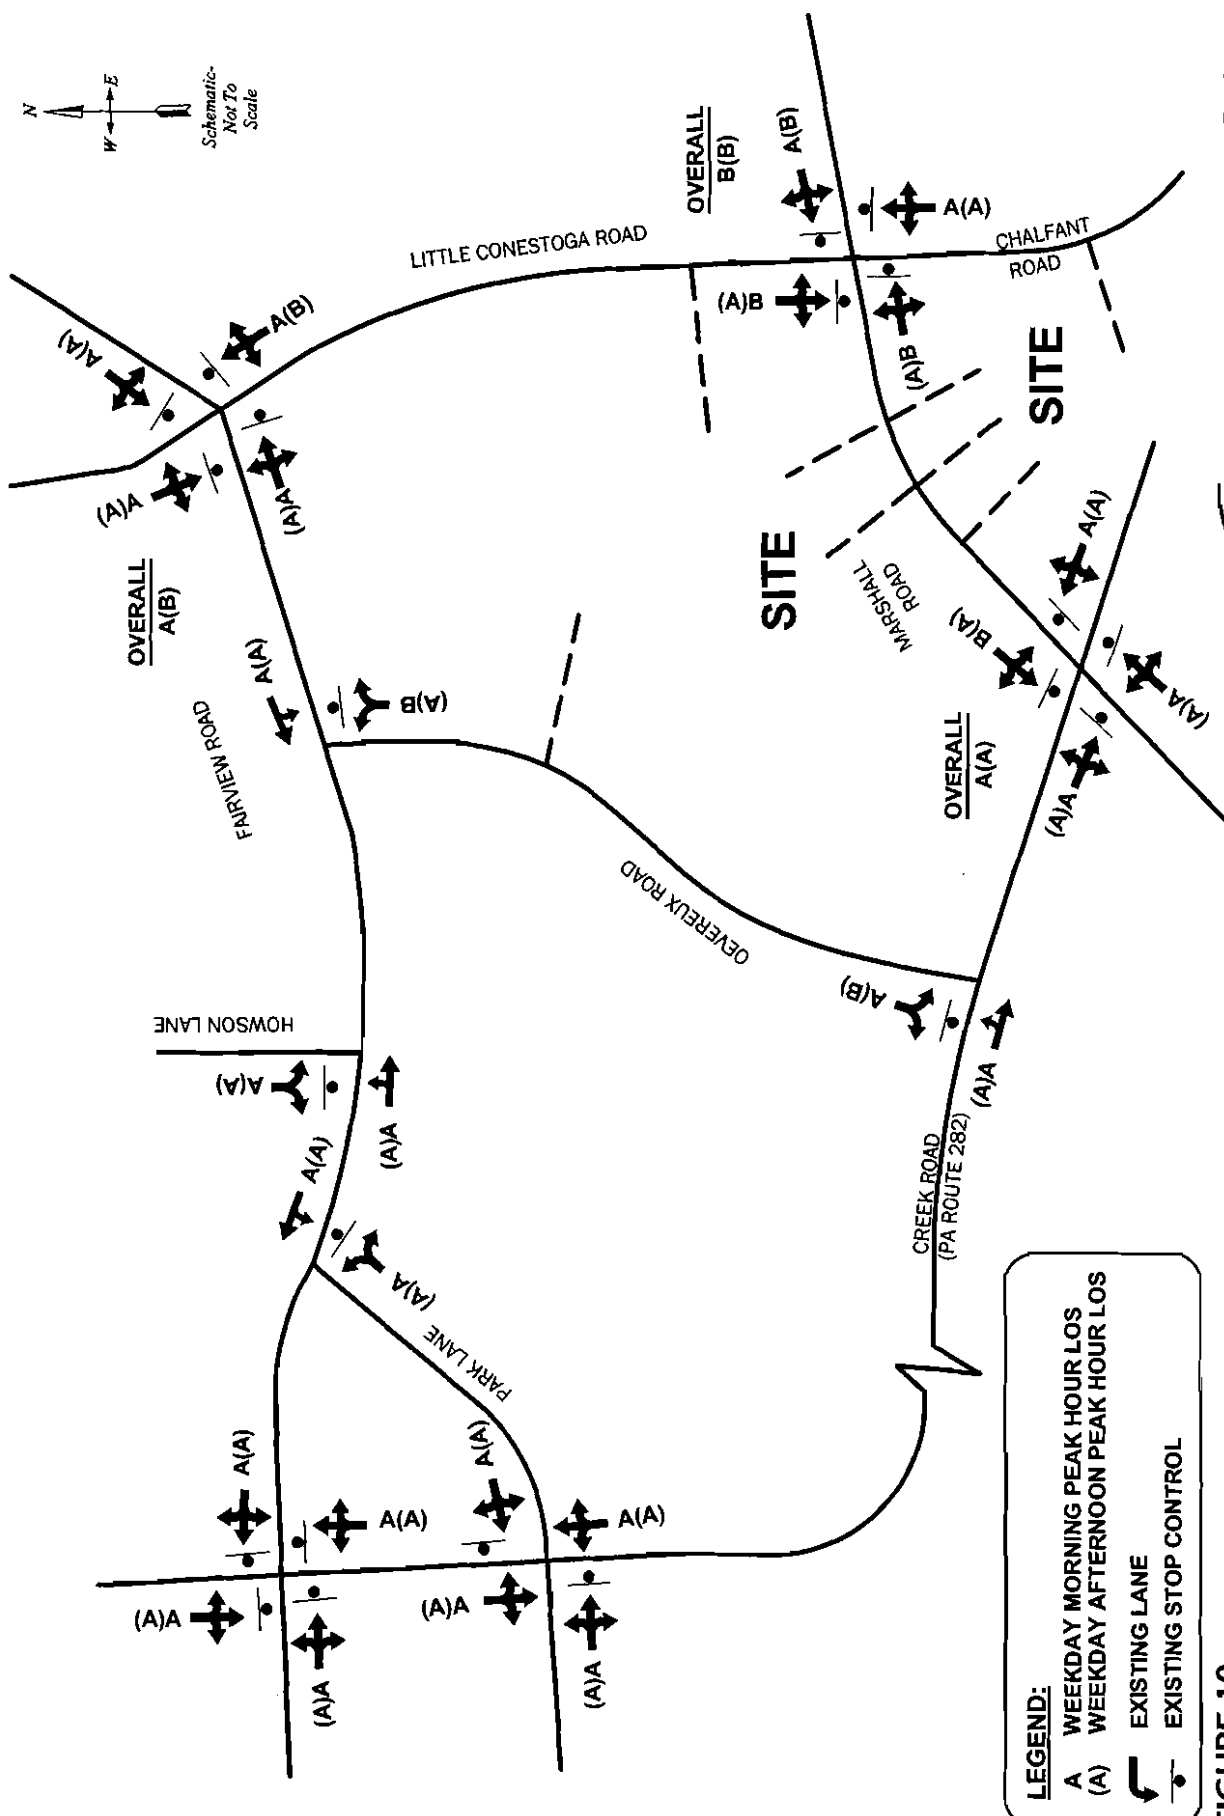 N
W E
Schematic-
Not To
Scale
A(A)
A(B)
A(A)
A(A)
OVERALL
A(B)
LITTLE CONESTOGA ROAD
OVERALL
B(B)
A(B)
A(A)
B(A)
B(A)
CHALFANT
ROAD
SITE
SITE
MARSHALL
ROAD
FAIRVIEW ROAD
A(A)
B(A)
OVERALL
A(A)
B(A)
A(A)
A(A)
A(A)
OEVEREUX ROAD
A(B)
A(A)
HOWSON LANE
A(A)
A(A)
A(A)
A(A)
PARK LANE
CREEK ROAD
(PA ROUTE 282)
A(A)
A(A)
A(A)
A(A)
A(A)
A(A)
A(A)
A(A)
LEGEND:
A WEEKDAY MORNING PEAK HOUR LOS
(A) WEEKDAY AFTERNOON PEAK HOUR LOS
EXISTING LANE
EXISTING STOP CONTROL